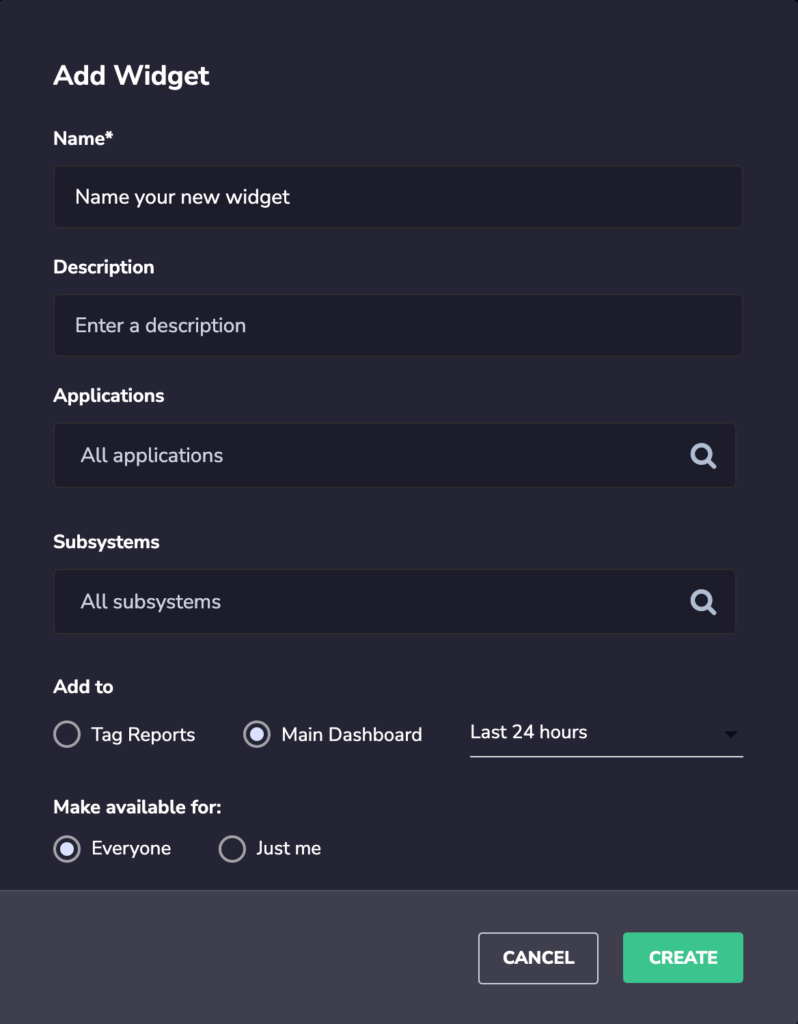 Add Widget
Name*
Name your new widget
Description
Enter a description
Applications
All applications
Subsystems
All subsystems
Add to
Tag Reports Main Dashboard Last 24 hours
Make available for:
Everyone Just me
CANCEL CREATE